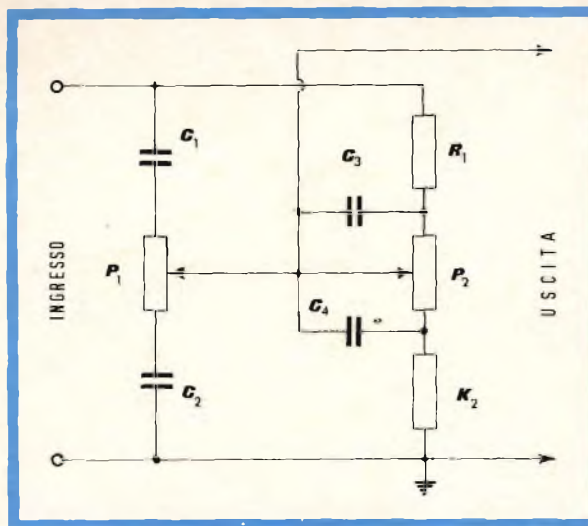 C₁
R₁
C₃
INGRESSO
P₁
P₂
USCITA
C₄
C₂
K₂